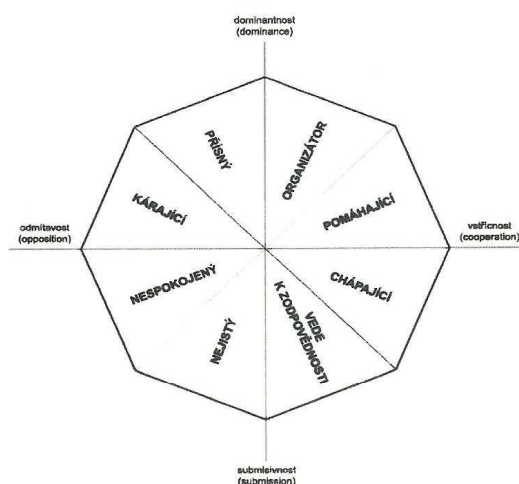 dominantnost
(dominance)
PŘÍSNÝ
ORGANIZÁTOR
KÁRAJÍCÍ
POMÁHAJÍCÍ
odmítavost
(opposition)
vstřícnost
(cooperation)
NESPOKOJENÝ
CHÁPAJÍCÍ
NEJISTÝ
VEDE
K ZODPOVĚDNOSTI
submisivnost
(submission)